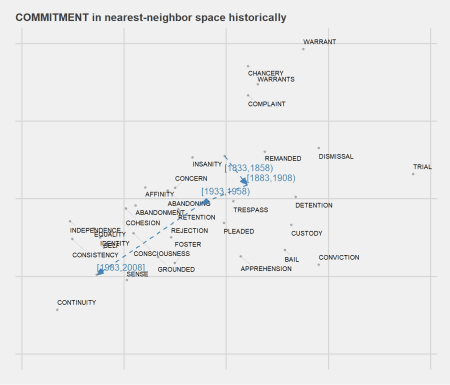 COMMITMENT in nearest-neighbor space historically
WARRANT
CHANCERY
WARRANTS
COMPLAINT
INSANITY
REMANDED
DISMISSAL
[1833,1858)
TRIAL
CONCERN
[1883,1908)
[1933,1958)
AFFINITY
ABANDONING
DETENTION
ABANDONMENT
RETENTION
TRESPASS
COHESION
INDEPENDENCE
EQUALITY
REJECTION
PLEADED
CUSTODY
IDENTITY
FOSTER
CONSISTENCY
CONSCIOUSNESS
BAIL
CONVICTION
[1983,2008]
GROUNDED
APPREHENSION
SENSE
CONTINUITY